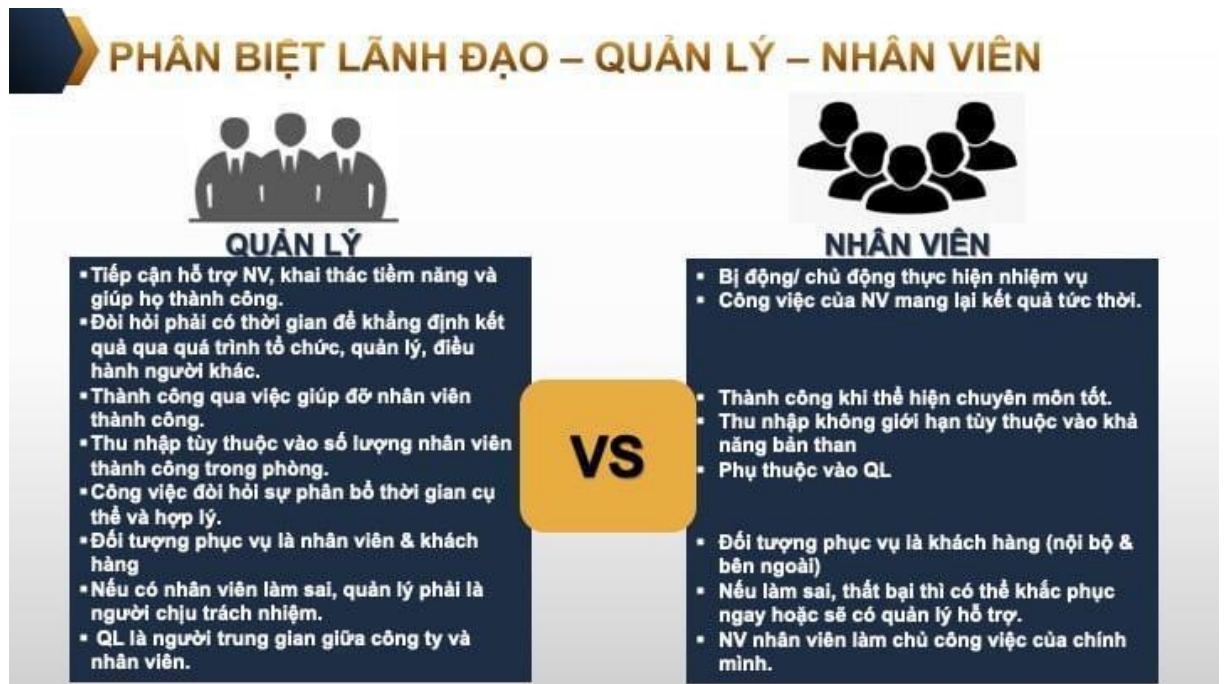 PHÂN BIỆT LÃNH ĐẠO – QUẢN LÝ – NHÂN VIÊN
QUẢN LÝ
▪Tiếp cận hỗ trợ NV, khai thác tiềm năng và
giúp họ thành công.
▪Đòi hỏi phải có thời gian để khẳng định kết
quả qua quá trình tổ chức, quản lý, điều
hành người khác.
▪Thành công qua việc giúp đỡ nhân viên
thành công.
▪Thu nhập tùy thuộc vào số lượng nhân viên
thành công trong phòng.
▪Công việc đòi hỏi sự phân bổ thời gian cụ
thể và hợp lý.
▪Đối tượng phục vụ là nhân viên & khách
hàng
▪Nếu có nhân viên làm sai, quản lý phải là
người chịu trách nhiệm.
▪ QL là người trung gian giữa công ty và
nhân viên.
VS
NHÂN VIÊN
▪ Bị động/ chủ động thực hiện nhiệm vụ
▪ Công việc của NV mang lại kết quả tức thời.
▪ Thành công khi thể hiện chuyên môn tốt.
▪ Thu nhập không giới hạn tùy thuộc vào khả
năng bản than
▪ Phụ thuộc vào QL
▪ Đối tượng phục vụ là khách hàng (nội bộ &
bên ngoài)
▪ Nếu làm sai, thất bại thì có thể khắc phục
ngay hoặc sẽ có quản lý hỗ trợ.
▪ NV nhân viên làm chủ công việc của chính
mình.